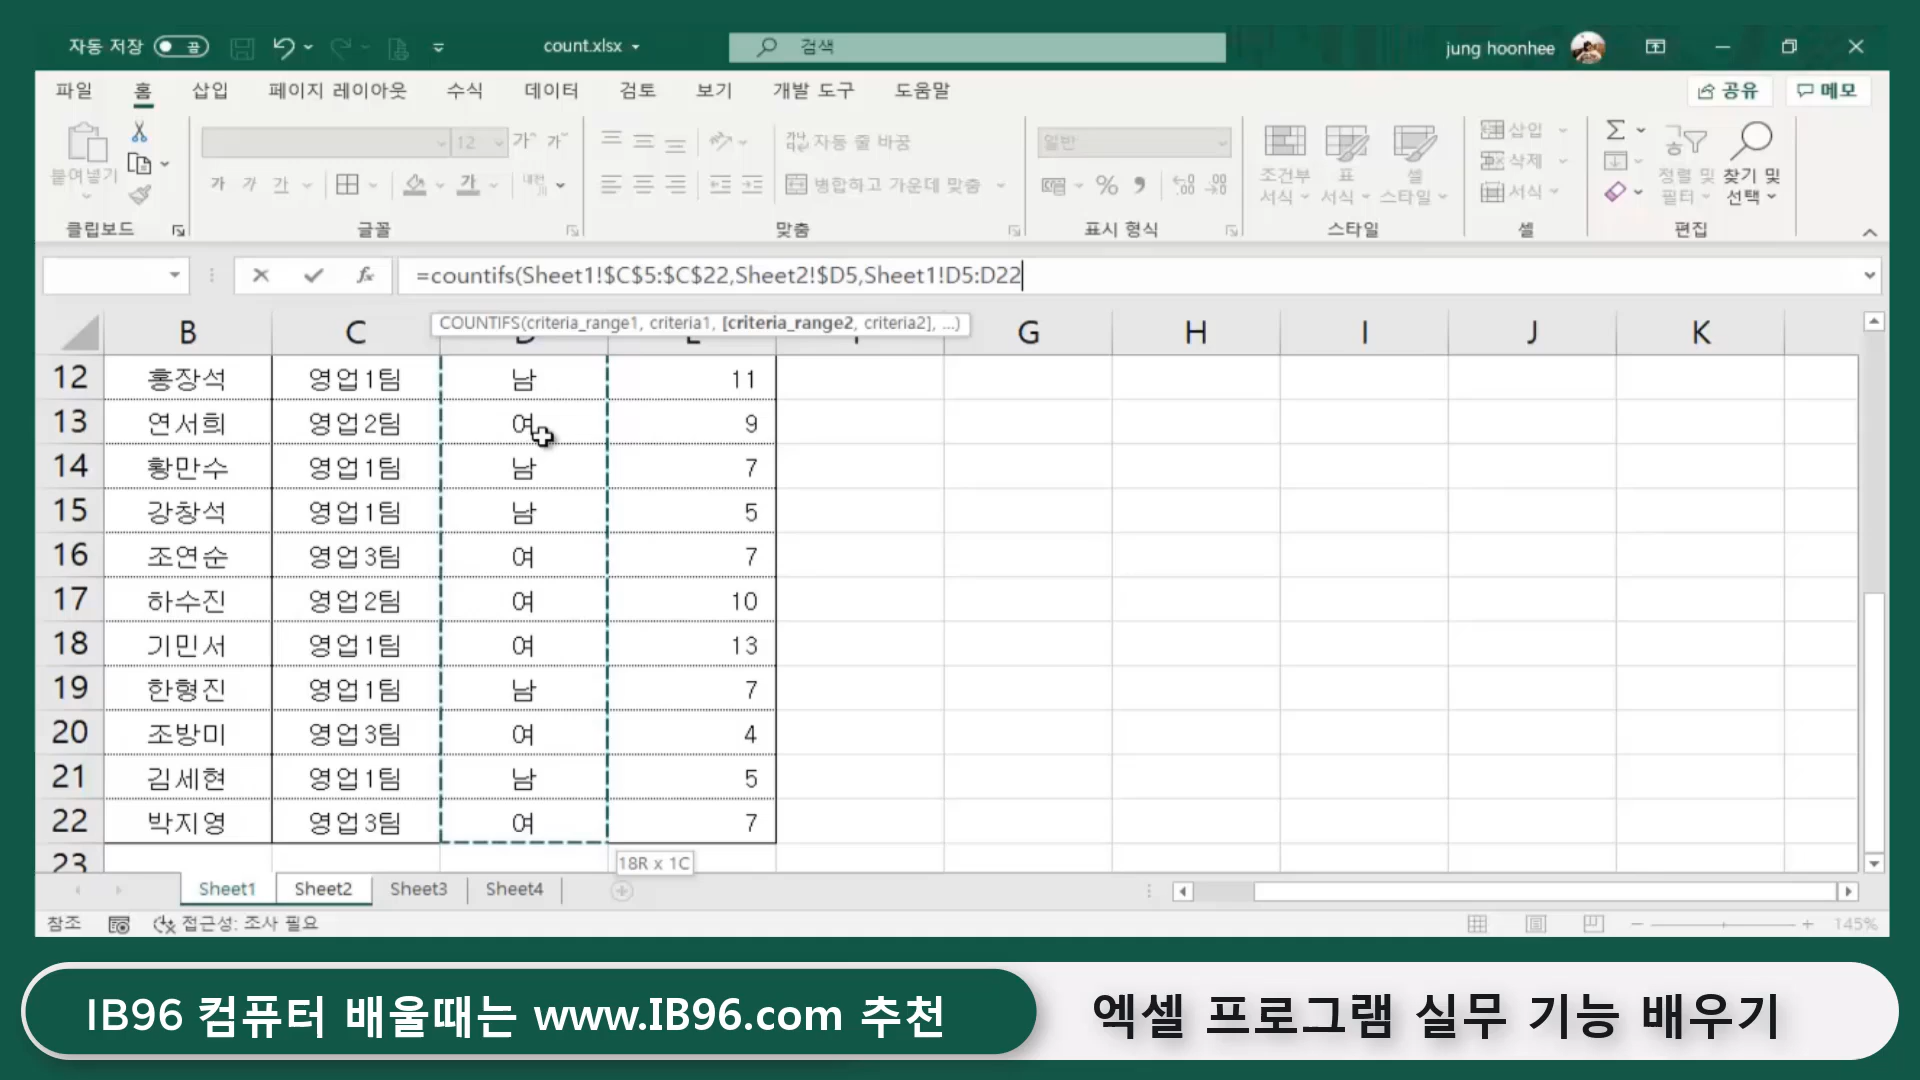 자동 저장 끔 count.xlsx 검색 jung hoonhee
파일 홈 삽입 페이지 레이아웃 수식 데이터 검토 보기 개발 도구 도움말 공유 메모
붙여넣기 12 가 가 자동 줄 바꿈 일반 조건부 서식 표 서식 셀 스타일 삽입 정렬 및 필터 찾기 및 선택
가 가 가 가 병합하고 가운데 맞춤 % 삭제
서식
클립보드 글꼴 맞춤 표시 형식 스타일 셀 편집
fx =countifs(Sheet1!$C$5:$C$22,Sheet2!$D5,Sheet1!D5:D22
COUNTIFS(criteria_range1, criteria1, [criteria_range2, criteria2], ...)
B C G H I J K
12 홍장석 영업1팀 남 11
13 연서희 영업2팀 여 9
14 황만수 영업1팀 남 7
15 강창석 영업1팀 남 5
16 조연순 영업3팀 여 7
17 하수진 영업2팀 여 10
18 기민서 영업1팀 여 13
19 한형진 영업1팀 남 7
20 조방미 영업3팀 여 4
21 김세현 영업1팀 남 5
22 박지영 영업3팀 여 7
23 18R x 1C
Sheet1 Sheet2 Sheet3 Sheet4
참조 접근성: 조사 필요 145%
IB96 컴퓨터 배울때는 www.IB96.com 추천 엑셀 프로그램 실무 기능 배우기